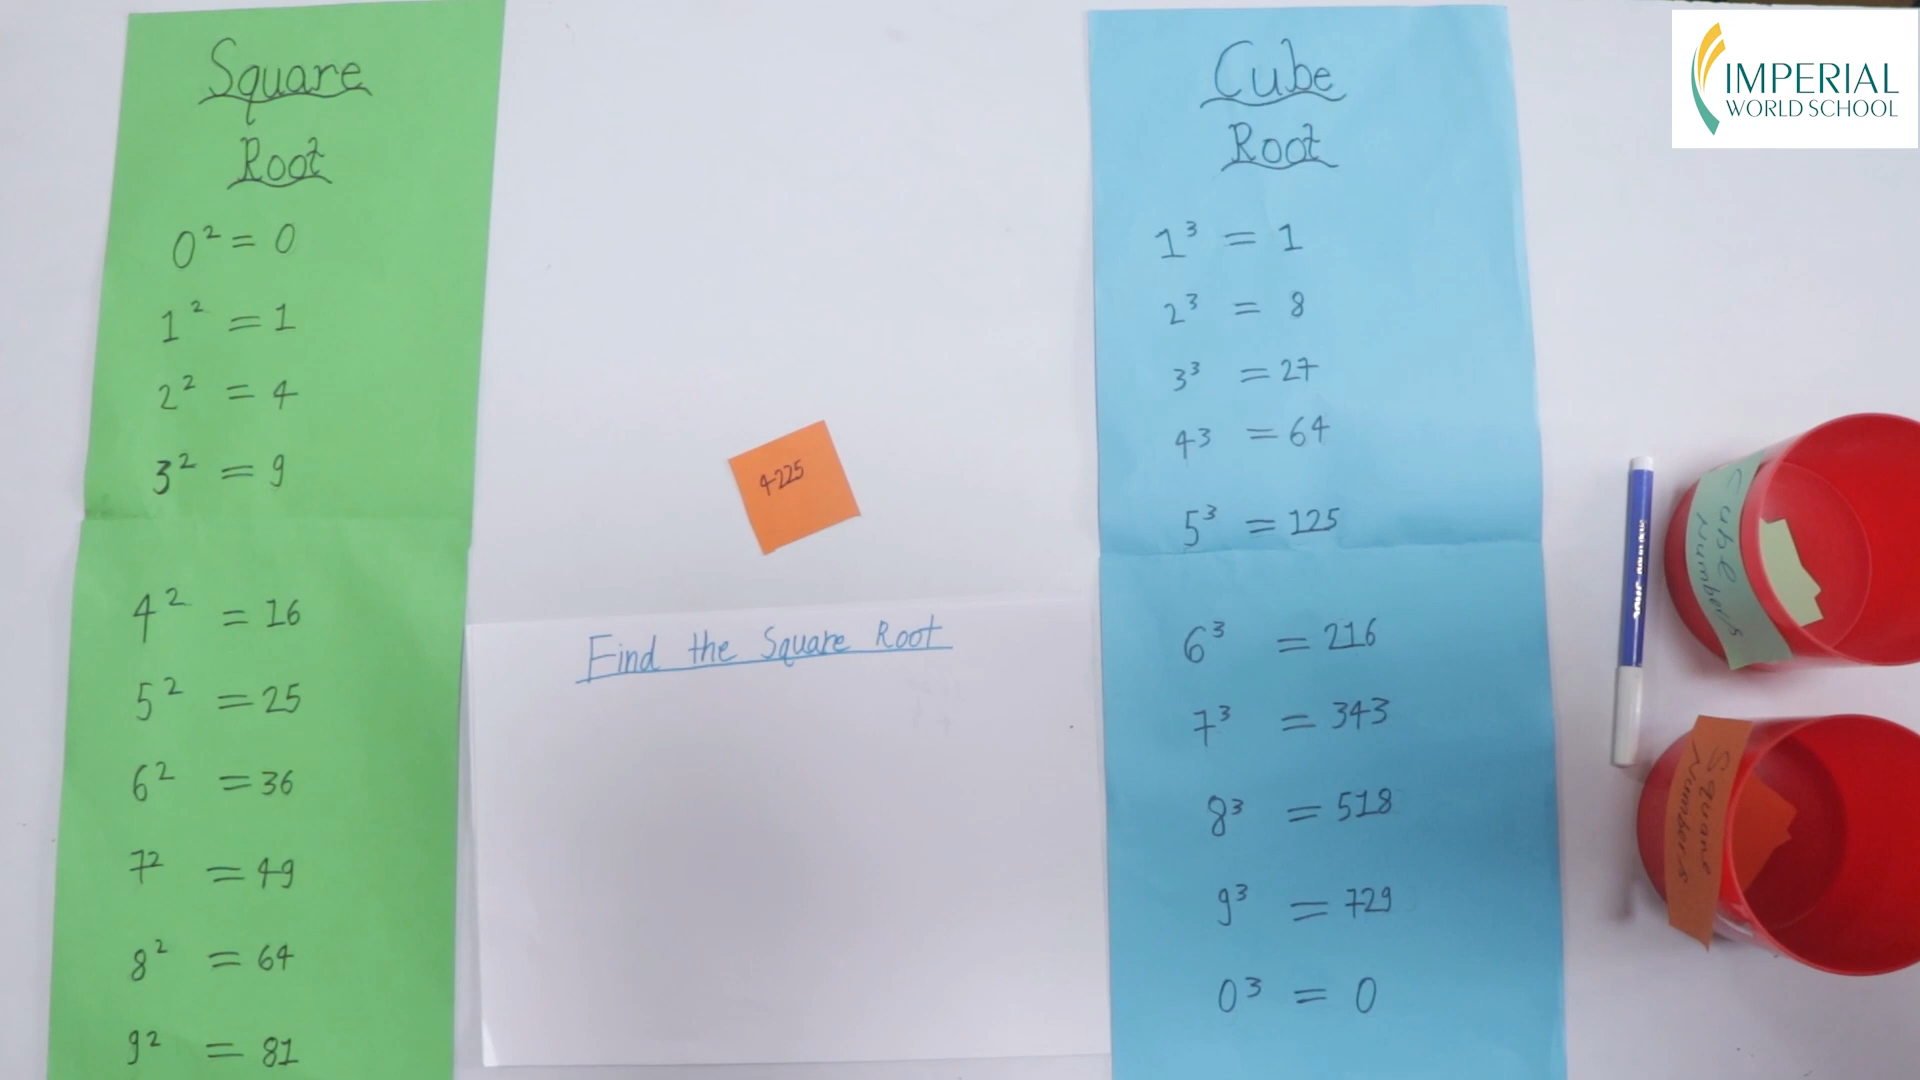 Square
Root
0² = 0
1² = 1
2² = 4
3² = 9
4² = 16
5² = 25
6² = 36
7² = 49
8² = 64
9² = 81
4225
Find the Square Root
Cube
Root
1³ = 1
2³ = 8
3³ = 27
4³ = 64
5³ = 125
6³ = 216
7³ = 343
8³ = 518
9³ = 729
0³ = 0
IMPERIAL
WORLD SCHOOL
Cube
Numbers
Square
Numbers